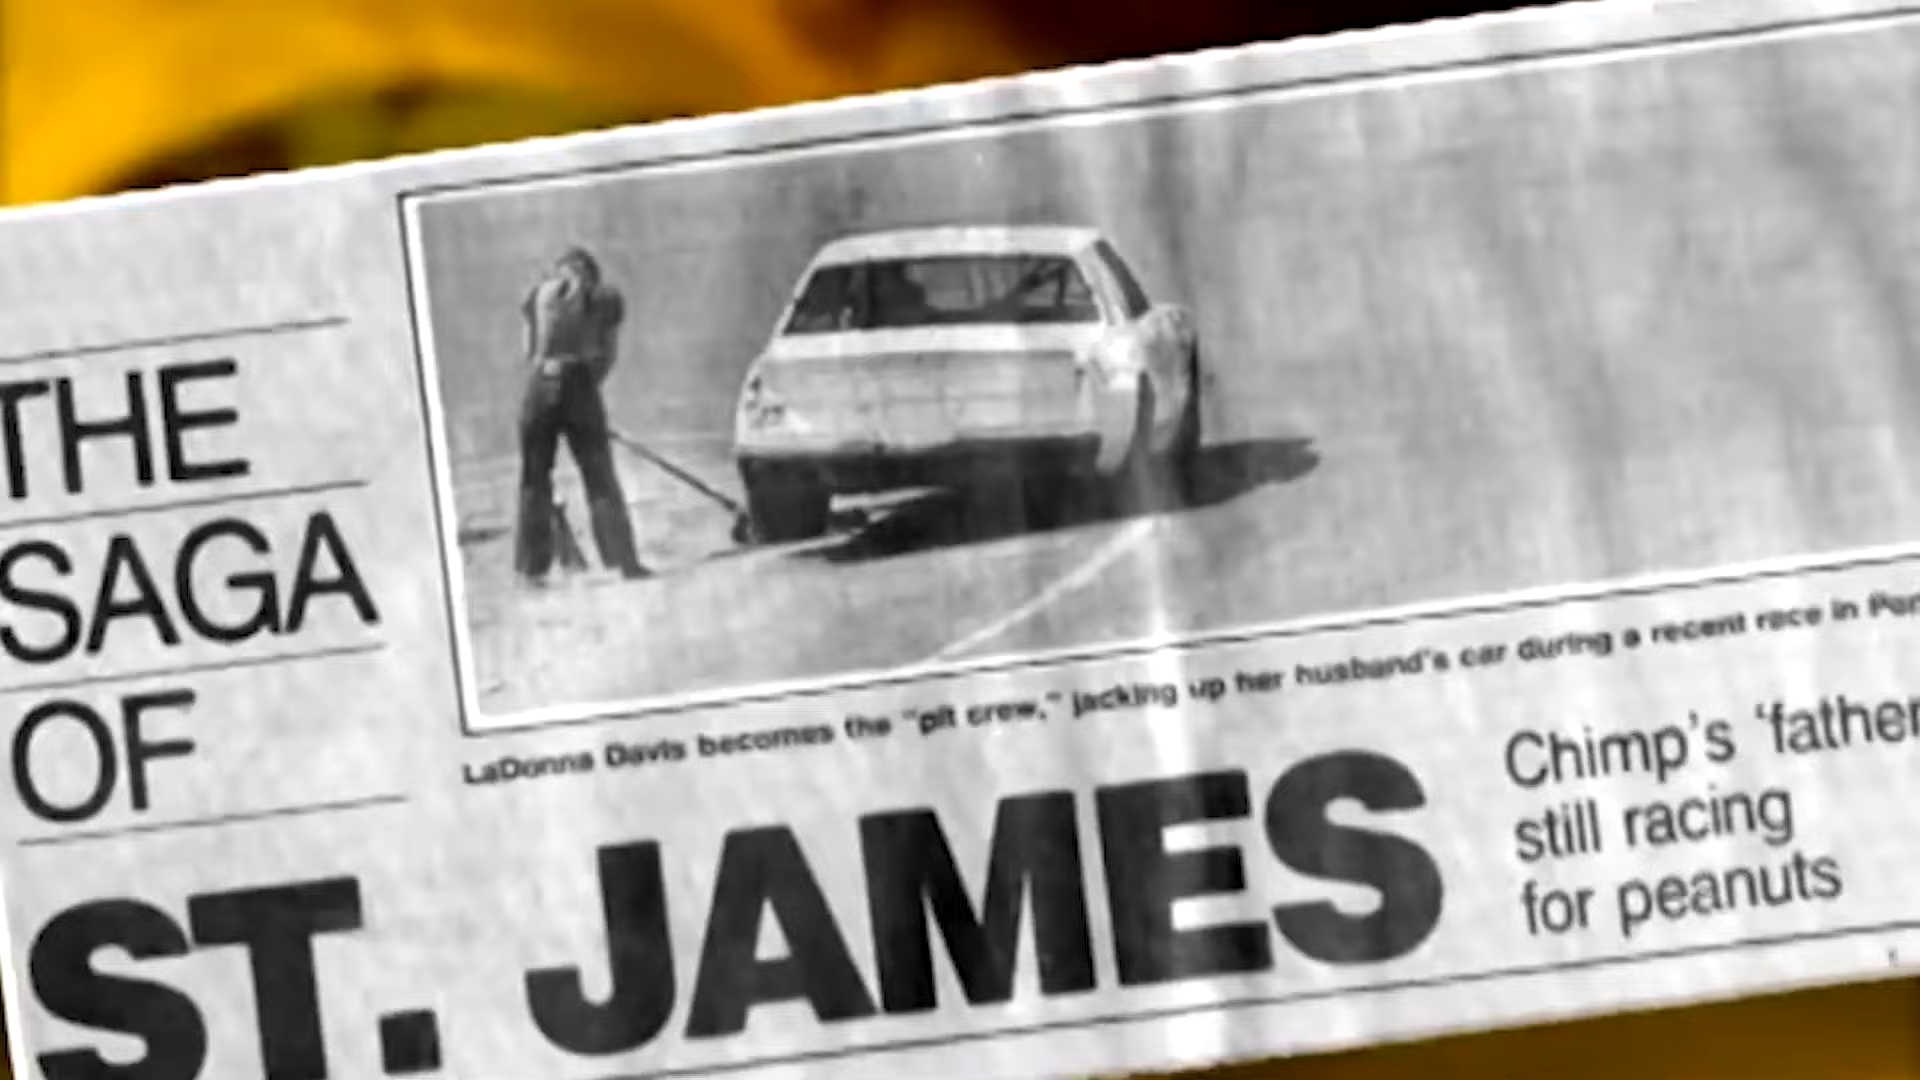 THE
SAGA
OF
ST. JAMES
LaDonna Davis becomes the "pit crew," jacking up her husband's car during a recent race in
Chimp's 'father
still racing
for peanuts